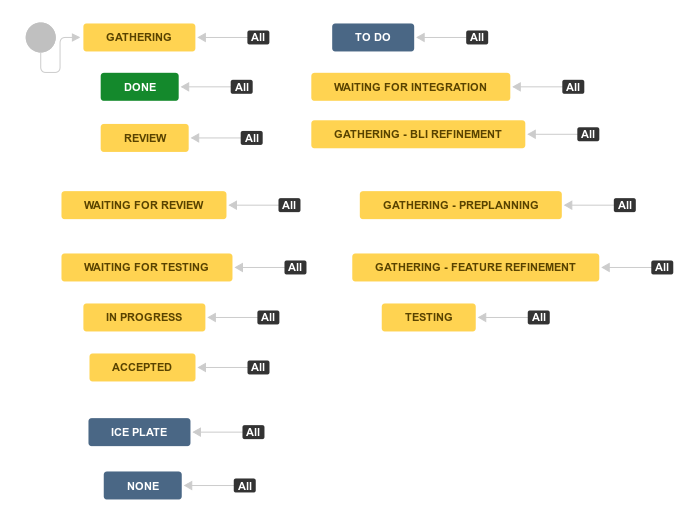 GATHERING All
TO DO All
DONE All
WAITING FOR INTEGRATION All
REVIEW All
GATHERING - BLI REFINEMENT All
WAITING FOR REVIEW All
GATHERING - PREPLANNING All
WAITING FOR TESTING All
GATHERING - FEATURE REFINEMENT All
IN PROGRESS All
TESTING All
ACCEPTED All
ICE PLATE All
NONE All